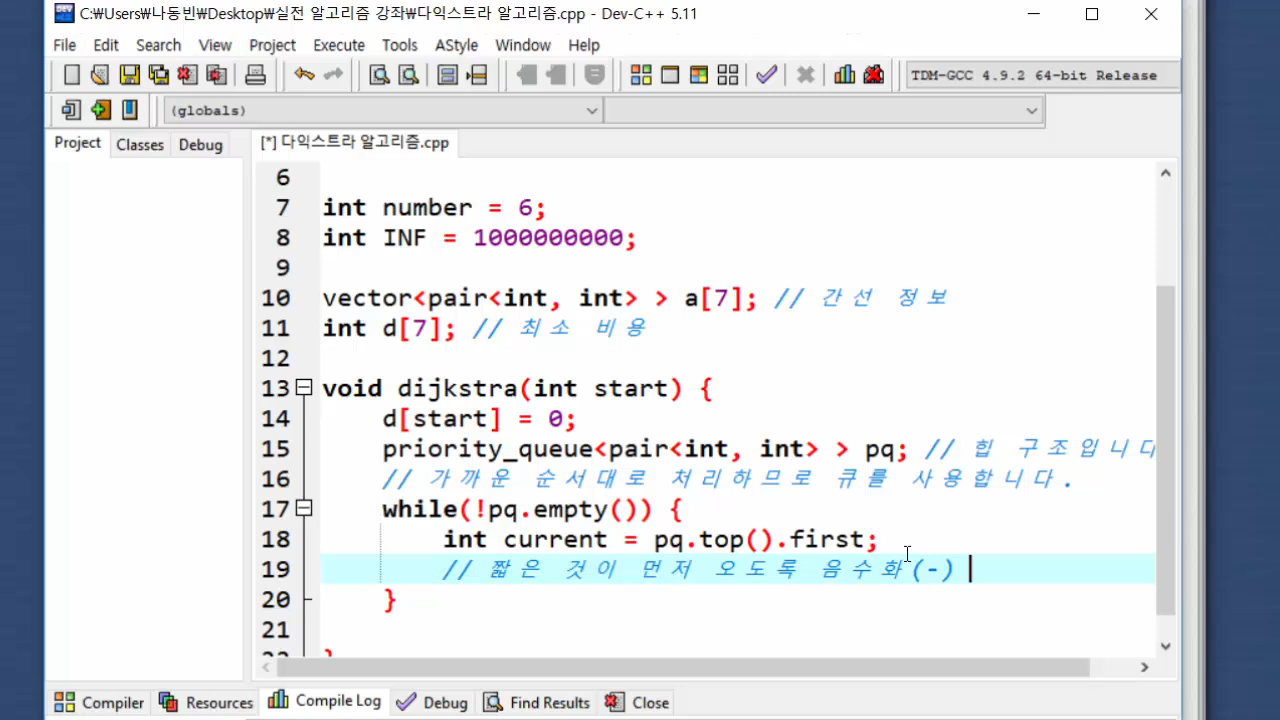 C:₩Users₩나동빈₩Desktop₩실전 알고리즘 강좌₩다익스트라 알고리즘.cpp - Dev-C++ 5.11
File Edit Search View Project Execute Tools AStyle Window Help
TDM-GCC 4.9.2 64-bit Release
(globals)
Project Classes Debug
[*] 다익스트라 알고리즘.cpp
6
7 int number = 6;
8 int INF = 1000000000;
9
10 vector<pair<int, int> > a[7]; // 간선 정보
11 int d[7]; // 최소 비용
12
13 void dijkstra(int start) {
14 d[start] = 0;
15 priority_queue<pair<int, int> > pq; // 힙 구조입니다
16 // 가까운 순서대로 처리하므로 큐를 사용합니다.
17 while(!pq.empty()) {
18 int current = pq.top().first;
19 // 짧은 것이 먼저 오도록 음수화(-)
20 }
21
22 }
Compiler Resources Compile Log Debug Find Results Close